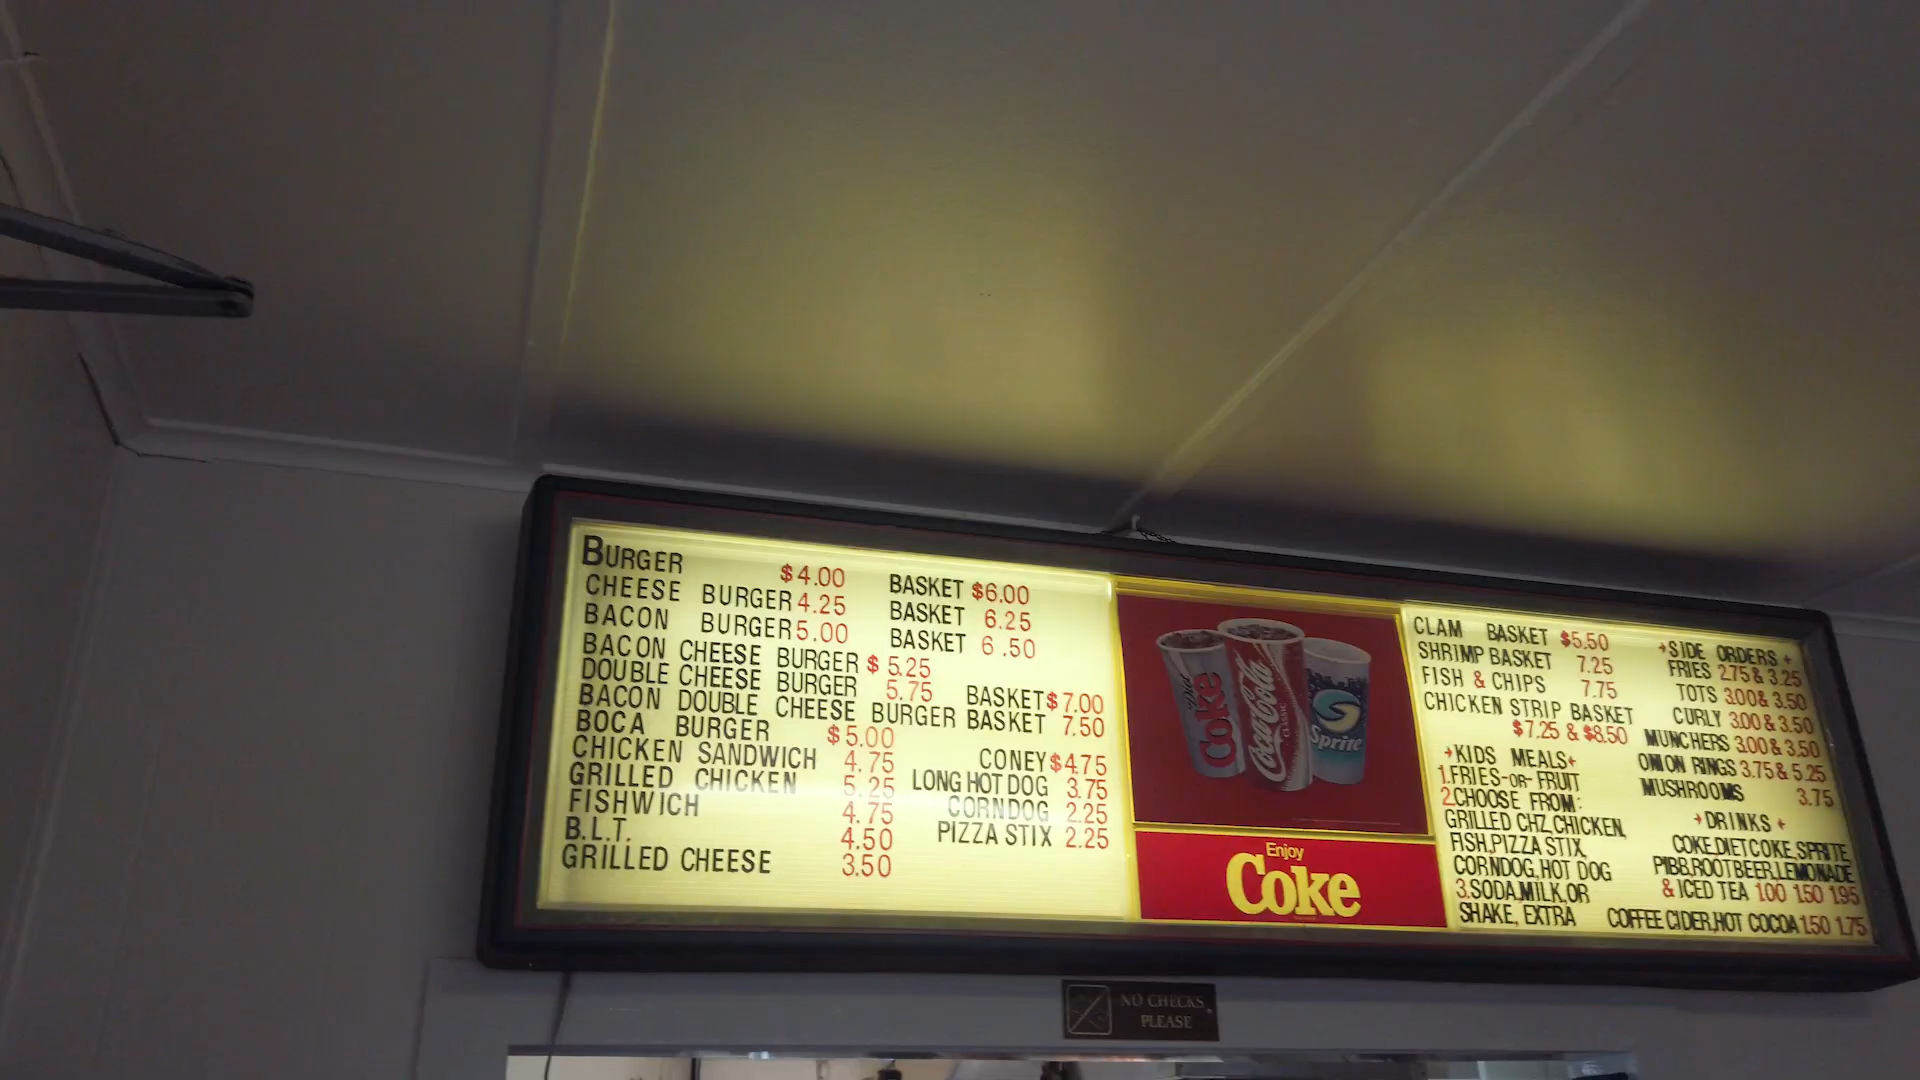 BURGER $4.00 BASKET $6.00
CHEESE BURGER 4.25 BASKET 6.25
BACON BURGER 5.00 BASKET 6.50
BACON CHEESE BURGER $5.25
DOUBLE CHEESE BURGER 5.75 BASKET $7.00
BACON DOUBLE CHEESE BURGER BASKET 7.50
BOCA BURGER $5.00
CHICKEN SANDWICH 4.75 CONEY $4.75
GRILLED CHICKEN 5.25 LONG HOT DOG 3.75
FISHWICH 4.75 CORNDOG 2.25
B.L.T. 4.50 PIZZA STIX 2.25
GRILLED CHEESE 3.50
Diet Coke
Coca-Cola
CLASSIC
Sprite
Enjoy
Coke
CLAM BASKET $5.50
SHRIMP BASKET 7.25
FISH & CHIPS 7.75
CHICKEN STRIP BASKET
$7.25 & $8.50
KIDS MEALS
1.FRIES-OR-FRUIT
2.CHOOSE FROM:
GRILLED CHZ,CHICKEN,
FISH,PIZZA STIX,
CORNDOG,HOT DOG
3.SODA,MILK,OR
SHAKE, EXTRA
SIDE ORDERS
FRIES 2.75 & 3.25
TOTS 3.00 & 3.50
CURLY 3.00 & 3.50
MUNCHERS 3.00 & 3.50
ONION RINGS 3.75 & 5.25
MUSHROOMS 3.75
DRINKS
COKE,DIET COKE,SPRITE,
PIBB,ROOTBEER,LEMONADE
& ICED TEA 1.00 1.50 1.95
COFFEE CIDER,HOT COCOA 1.50 1.75
NO CHECKS
PLEASE